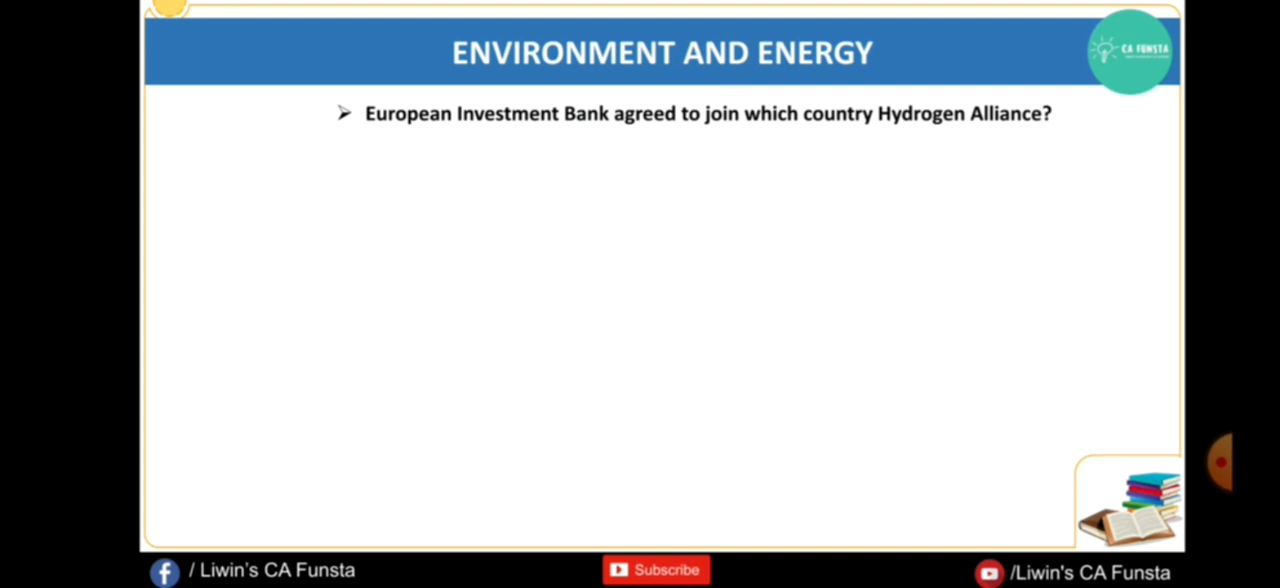 ENVIRONMENT AND ENERGY
CA FUNSTA
➢ European Investment Bank agreed to join which country Hydrogen Alliance?
/ Liwin's CA Funsta
Subscribe
/Liwin's CA Funsta